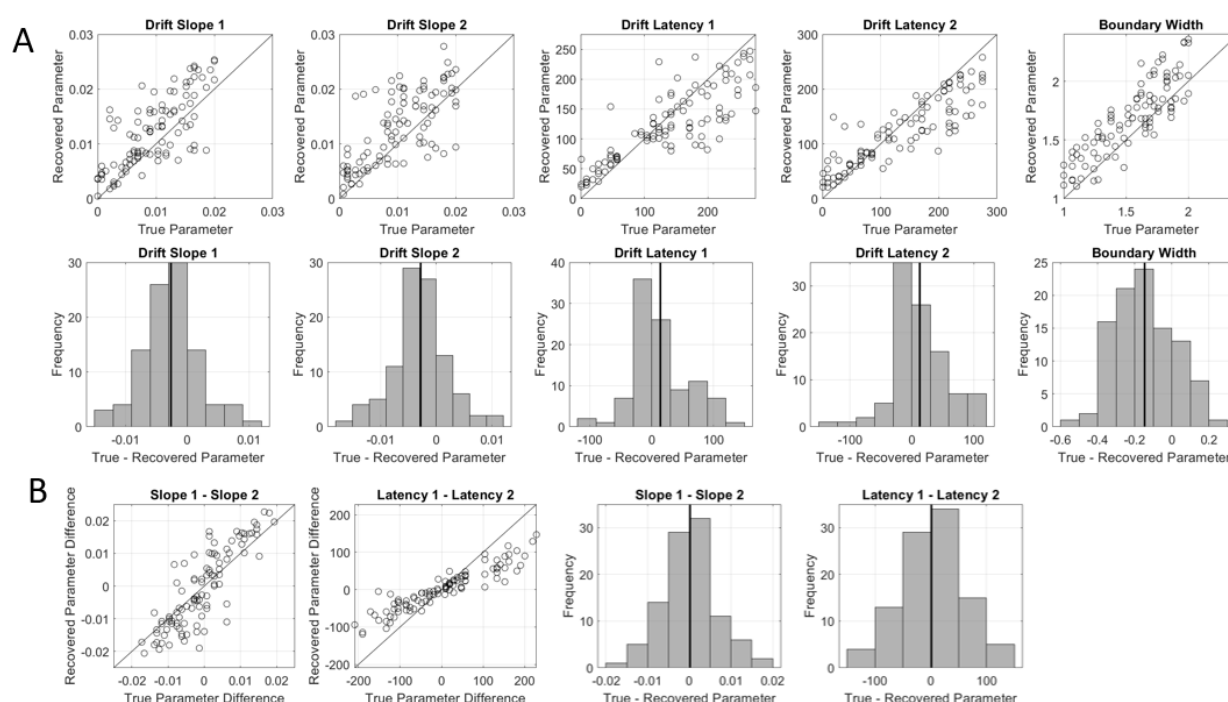 A
Drift Slope 1
Drift Slope 2
Drift Latency 1
Drift Latency 2
Boundary Width
Recovered Parameter
0.03
0.02
0.01
0
0 0.01 0.02 0.03
True Parameter
Recovered Parameter
0.03
0.02
0.01
0
0 0.01 0.02 0.03
True Parameter
Recovered Parameter
250
200
150
100
50
0
0 100 200
True Parameter
Recovered Parameter
300
200
100
0
0 100 200 300
True Parameter
Recovered Parameter
2
1.5
1
1 1.5 2
True Parameter
Drift Slope 1
Drift Slope 2
Drift Latency 1
Drift Latency 2
Boundary Width
Frequency
30
20
10
0
-0.01 0 0.01
True - Recovered Parameter
Frequency
30
20
10
0
-0.01 0 0.01
True - Recovered Parameter
Frequency
40
30
20
10
0
-100 0 100
True - Recovered Parameter
Frequency
30
20
10
0
-100 0 100
True - Recovered Parameter
Frequency
25
20
15
10
5
0
-0.6 -0.4 -0.2 0 0.2
True - Recovered Parameter
B
Slope 1 - Slope 2
Latency 1 - Latency 2
Slope 1 - Slope 2
Latency 1 - Latency 2
Recovered Parameter Difference
0.02
0.01
0
-0.01
-0.02
-0.02 -0.01 0 0.01 0.02
True Parameter Difference
Recovered Parameter Difference
200
100
0
-100
-200
-200 -100 0 100 200
True Parameter Difference
Frequency
30
20
10
0
-0.02 -0.01 0 0.01 0.02
True - Recovered Parameter
Frequency
30
20
10
0
-100 0 100
True - Recovered Parameter